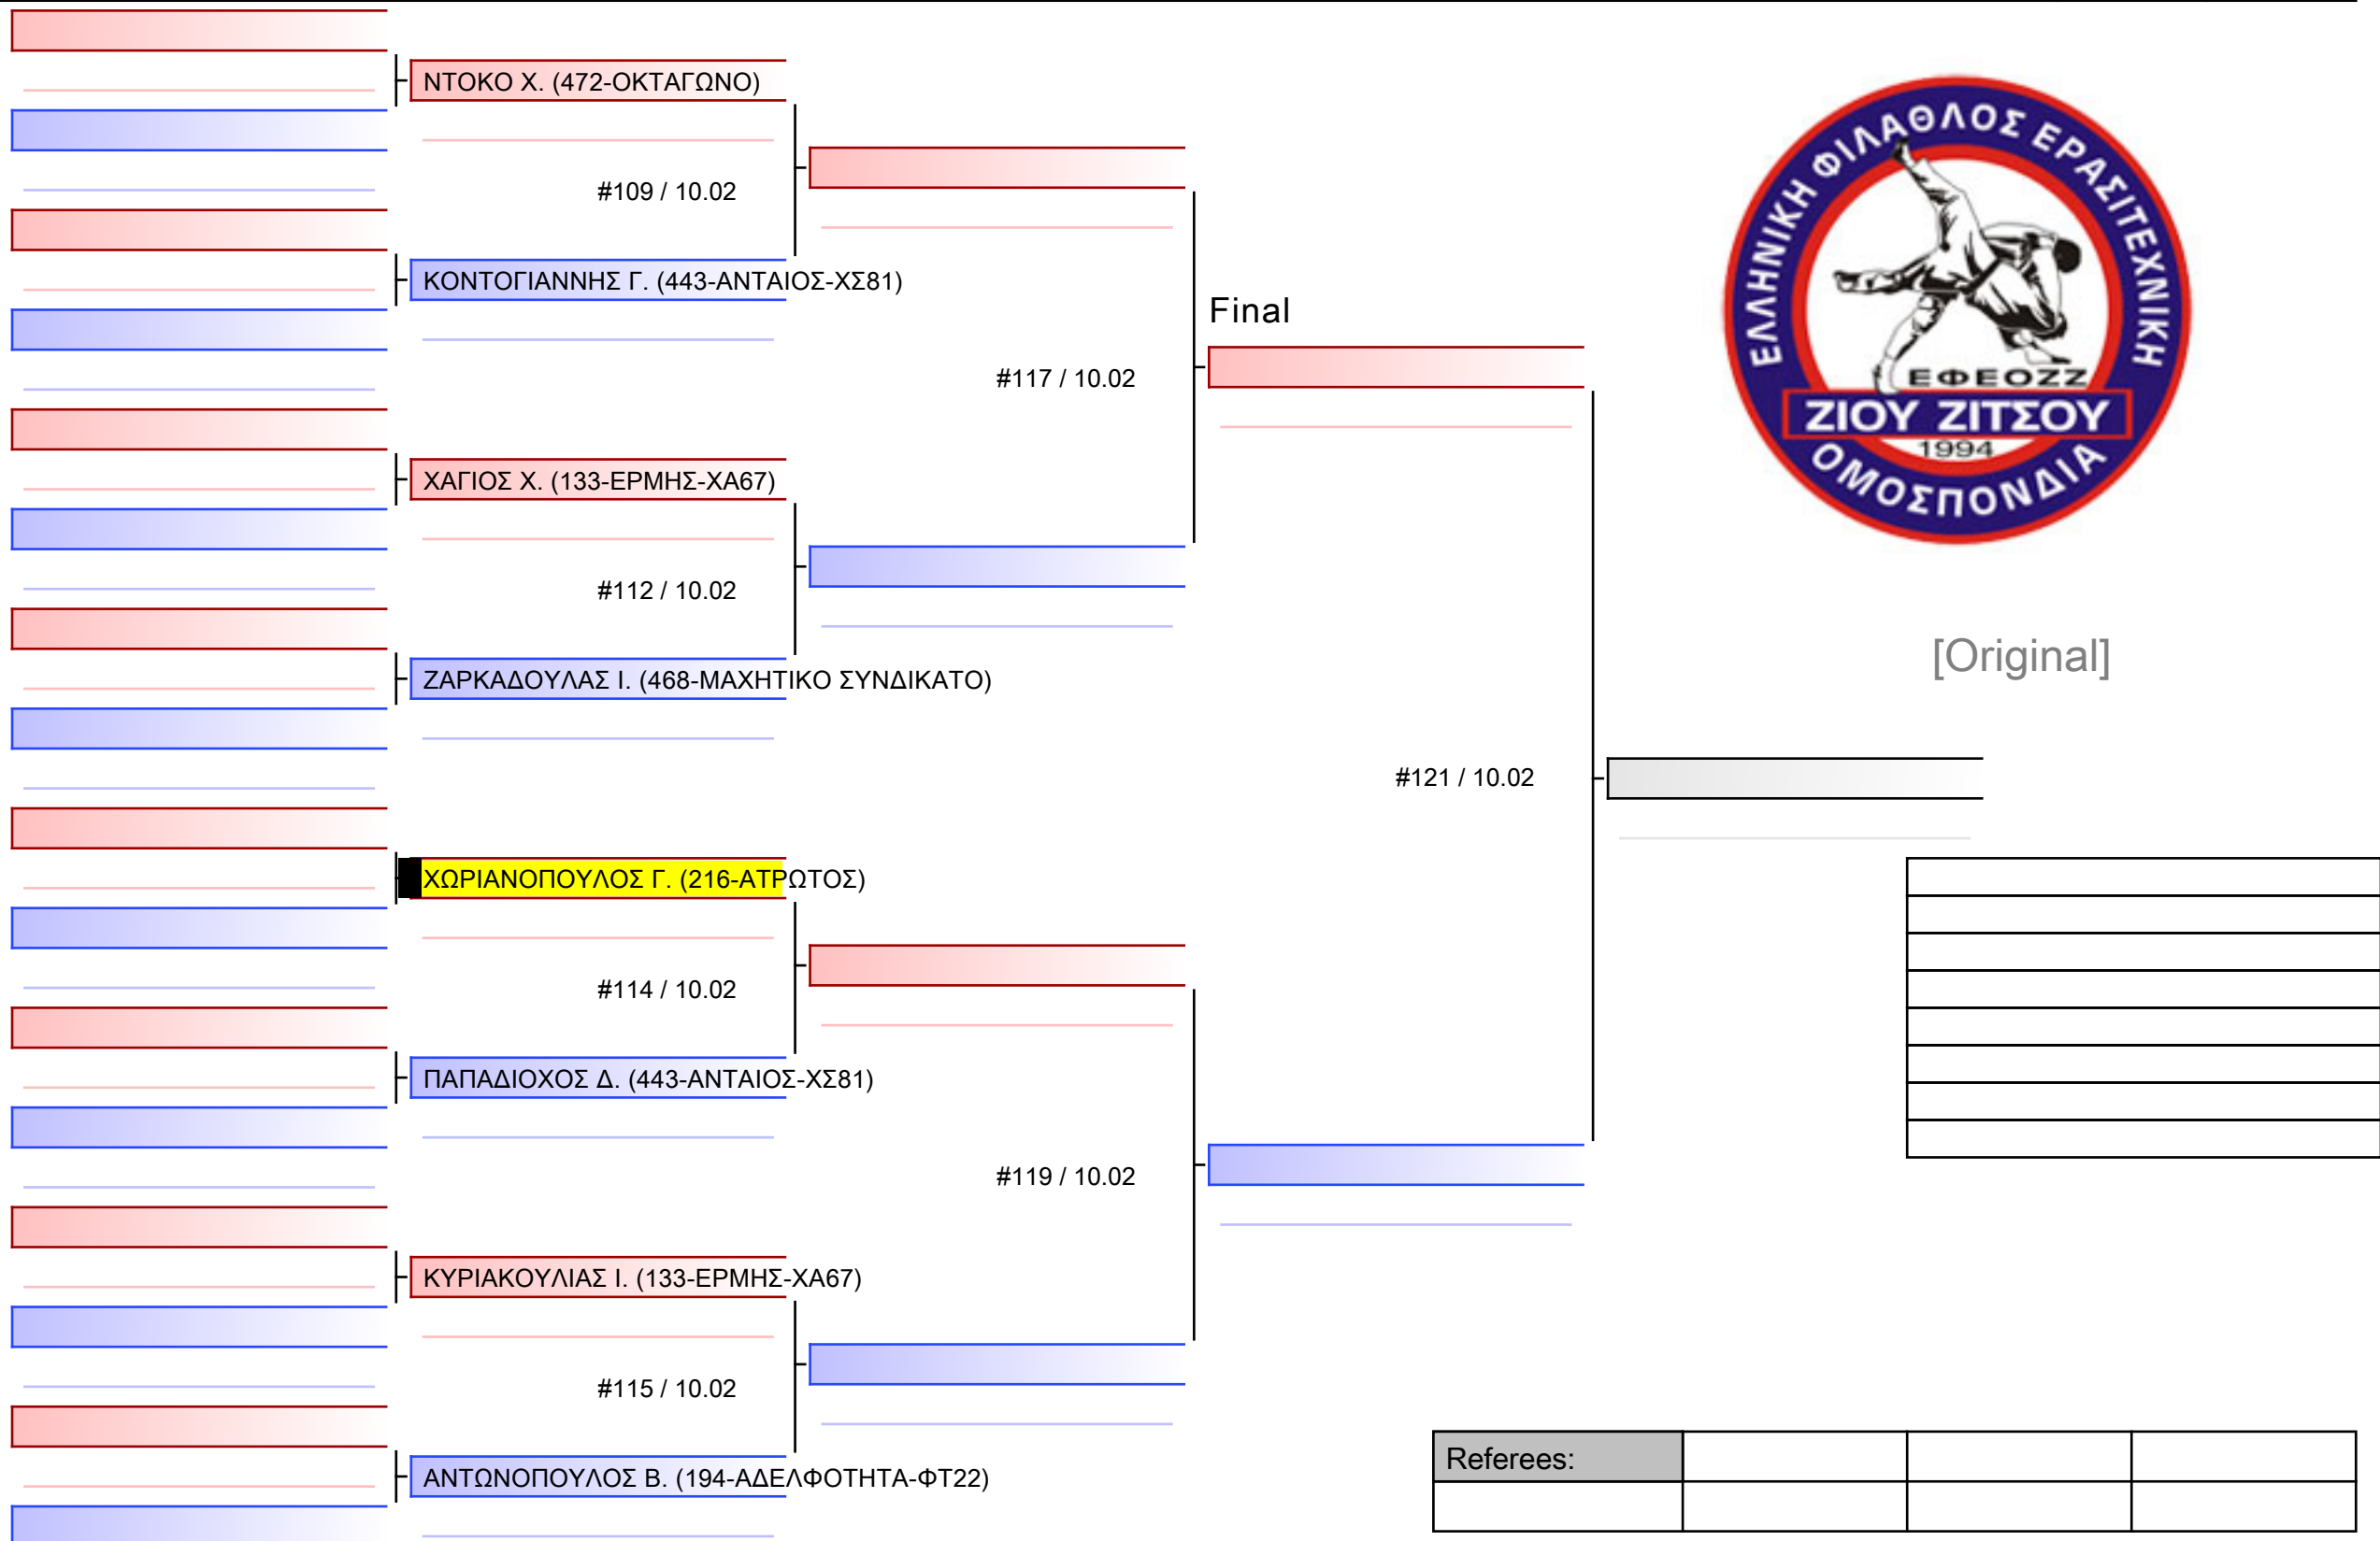 ΝΤΟΚΟ Χ. (472-ΟΚΤΑΓΩΝΟ)
#109 / 10.02
ΚΟΝΤΟΓΙΑΝΝΗΣ Γ. (443-ΑΝΤΑΙΟΣ-ΧΣ81)
#117 / 10.02
ΧΑΓΙΟΣ Χ. (133-ΕΡΜΗΣ-ΧΑ67)
#112 / 10.02
ΖΑΡΚΑΔΟΥΛΑΣ Ι. (468-ΜΑΧΗΤΙΚΟ ΣΥΝΔΙΚΑΤΟ)
Final
#121 / 10.02
ΧΩΡΙΑΝΟΠΟΥΛΟΣ Γ. (216-ΑΤΡΩΤΟΣ)
#114 / 10.02
ΠΑΠΑΔΙΟΧΟΣ Δ. (443-ΑΝΤΑΙΟΣ-ΧΣ81)
#119 / 10.02
ΚΥΡΙΑΚΟΥΛΙΑΣ Ι. (133-ΕΡΜΗΣ-ΧΑ67)
#115 / 10.02
ΑΝΤΩΝΟΠΟΥΛΟΣ Β. (194-ΑΔΕΛΦΟΤΗΤΑ-ΦΤ22)
ΕΛΛΗΝΙΚΗ ΦΙΛΑΘΛΟΣ ΕΡΑΣΙΤΕΧΝΙΚΗ
ΕΦΕΟΖΖ
ΖΙΟΥ ΖΙΤΣΟΥ
1994
ΟΜΟΣΠΟΝΔΙΑ
[Original]
Referees: